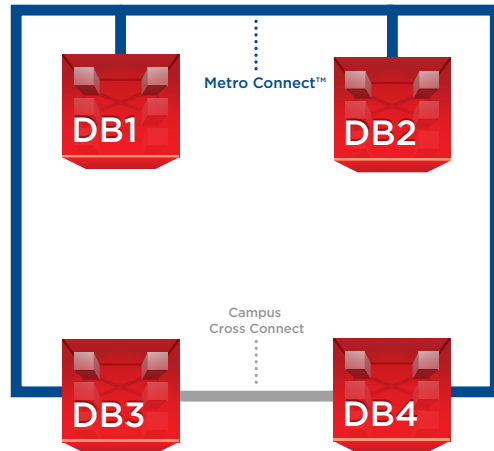 DB1
Metro Connect™
DB2
Campus
Cross Connect
DB3
DB4